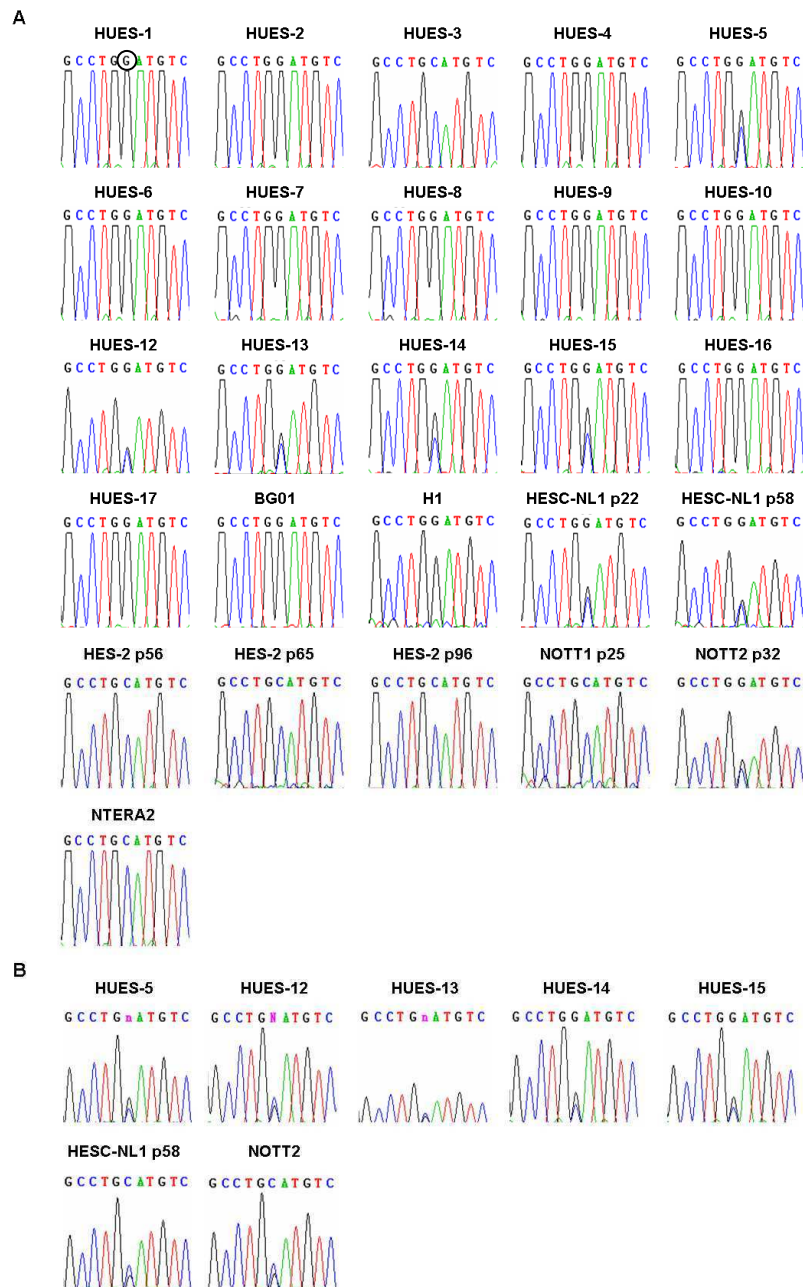 A
HUES-1 HUES-2 HUES-3 HUES-4 HUES-5
GCCTGGATGTC GCCTGGATGTC GCCTGCATGTC GCCTGGATGTC GCCTGGATGTC
HUES-6 HUES-7 HUES-8 HUES-9 HUES-10
GCCTGGATGTC GCCTGGATGTC GCCTGGATGTC GCCTGGATGTC GCCTGGATGTC
HUES-12 HUES-13 HUES-14 HUES-15 HUES-16
GCCTGGATGTC GCCTGGATGTC GCCTGGATGTC GCCTGGATGTC GCCTGGATGTC
HUES-17 BG01 H1 HESC-NL1 p22 HESC-NL1 p58
GCCTGGATGTC GCCTGGATGTC GCCTGGATGTC GCCTGGATGTC GCCTGGATGTC
HES-2 p56 HES-2 p65 HES-2 p96 NOTT1 p25 NOTT2 p32
GCCTGCATGTC GCCTGCATGTC GCCTGCATGTC GCCTGCATGTC GCCTGGATGTC
NTERA2
GCCTGCATGTC
B
HUES-5 HUES-12 HUES-13 HUES-14 HUES-15
GCCTGnATGTC GCCTGNATGTC GCCTGnATGTC GCCTGGATGTC GCCTGGATGTC
HESC-NL1 p58 NOTT2
GCCTGCATGTC GCCTGCATGTC